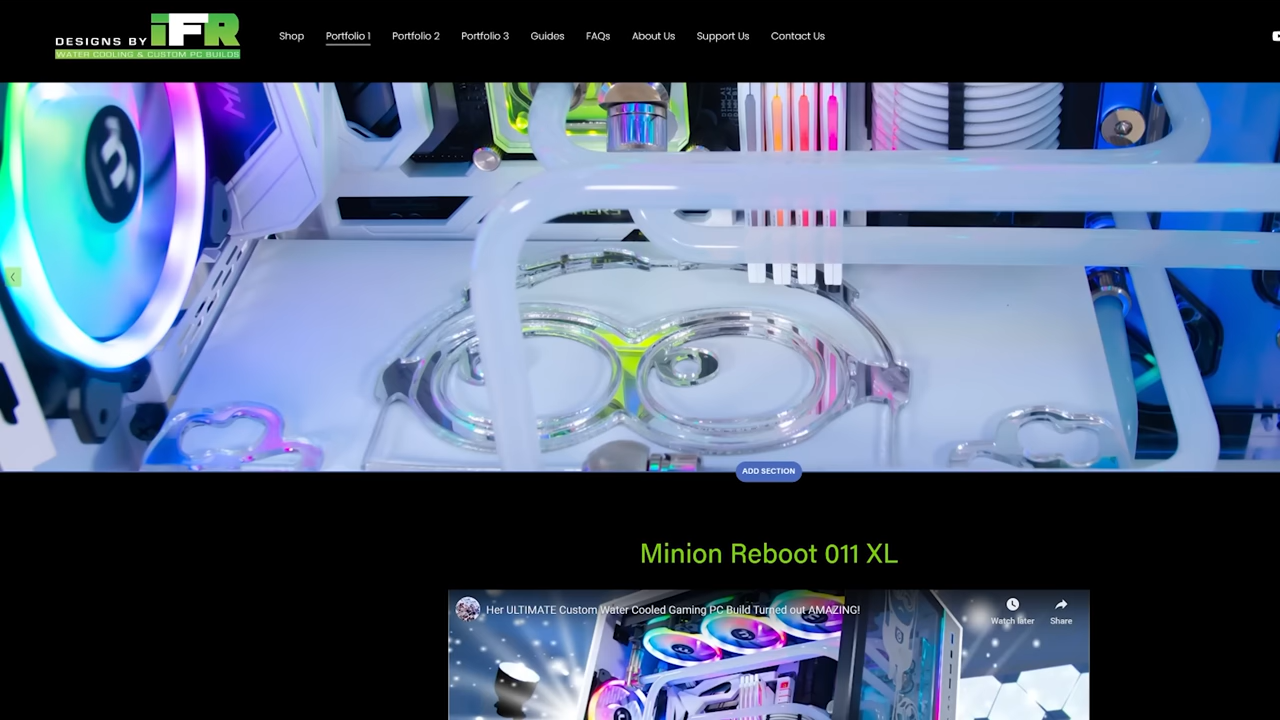 DESIGNS BY iFR
WATER COOLING & CUSTOM PC BUILDS
Shop Portfolio 1 Portfolio 2 Portfolio 3 Guides FAQs About Us Support Us Contact Us
ADD SECTION
Minion Reboot 011 XL
Her ULTIMATE Custom Water Cooled Gaming PC Build Turned out AMAZING!
Watch later Share